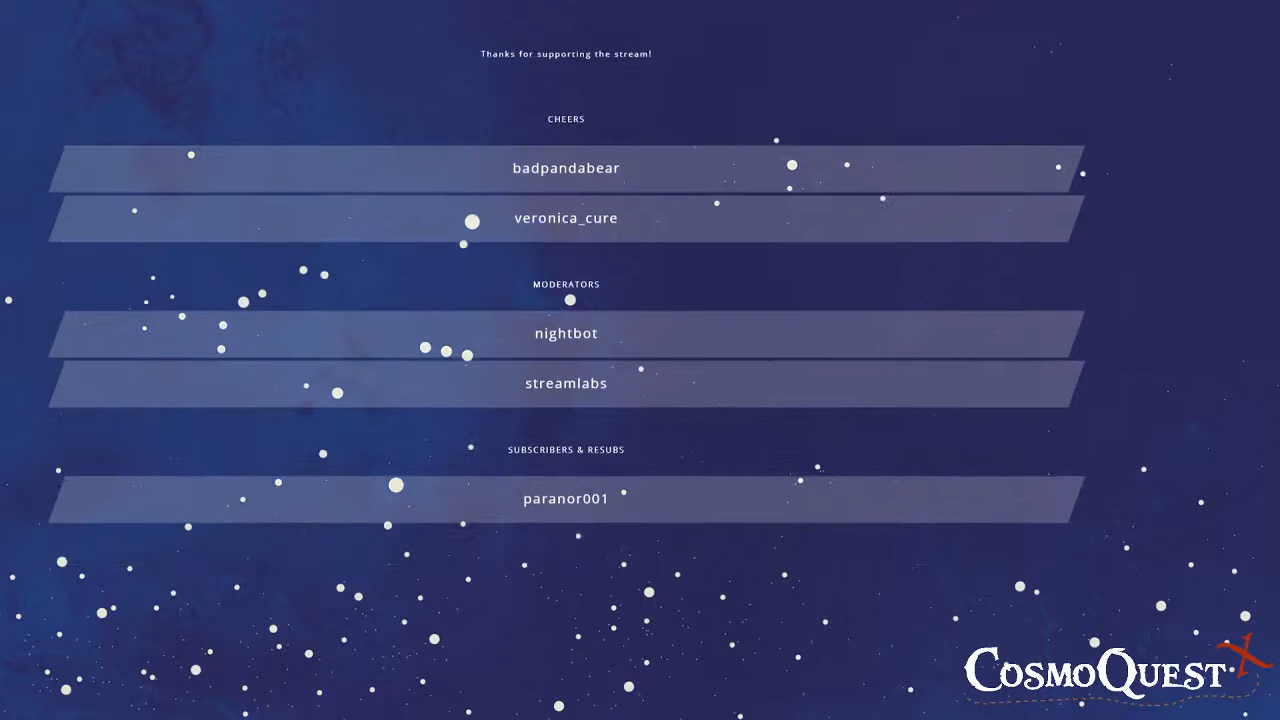 Thanks for supporting the stream!
CHEERS
badpandabear
veronica_cure
MODERATORS
nightbot
streamlabs
SUBSCRIBERS & RESUBS
paranor001
COSMOQUEST X